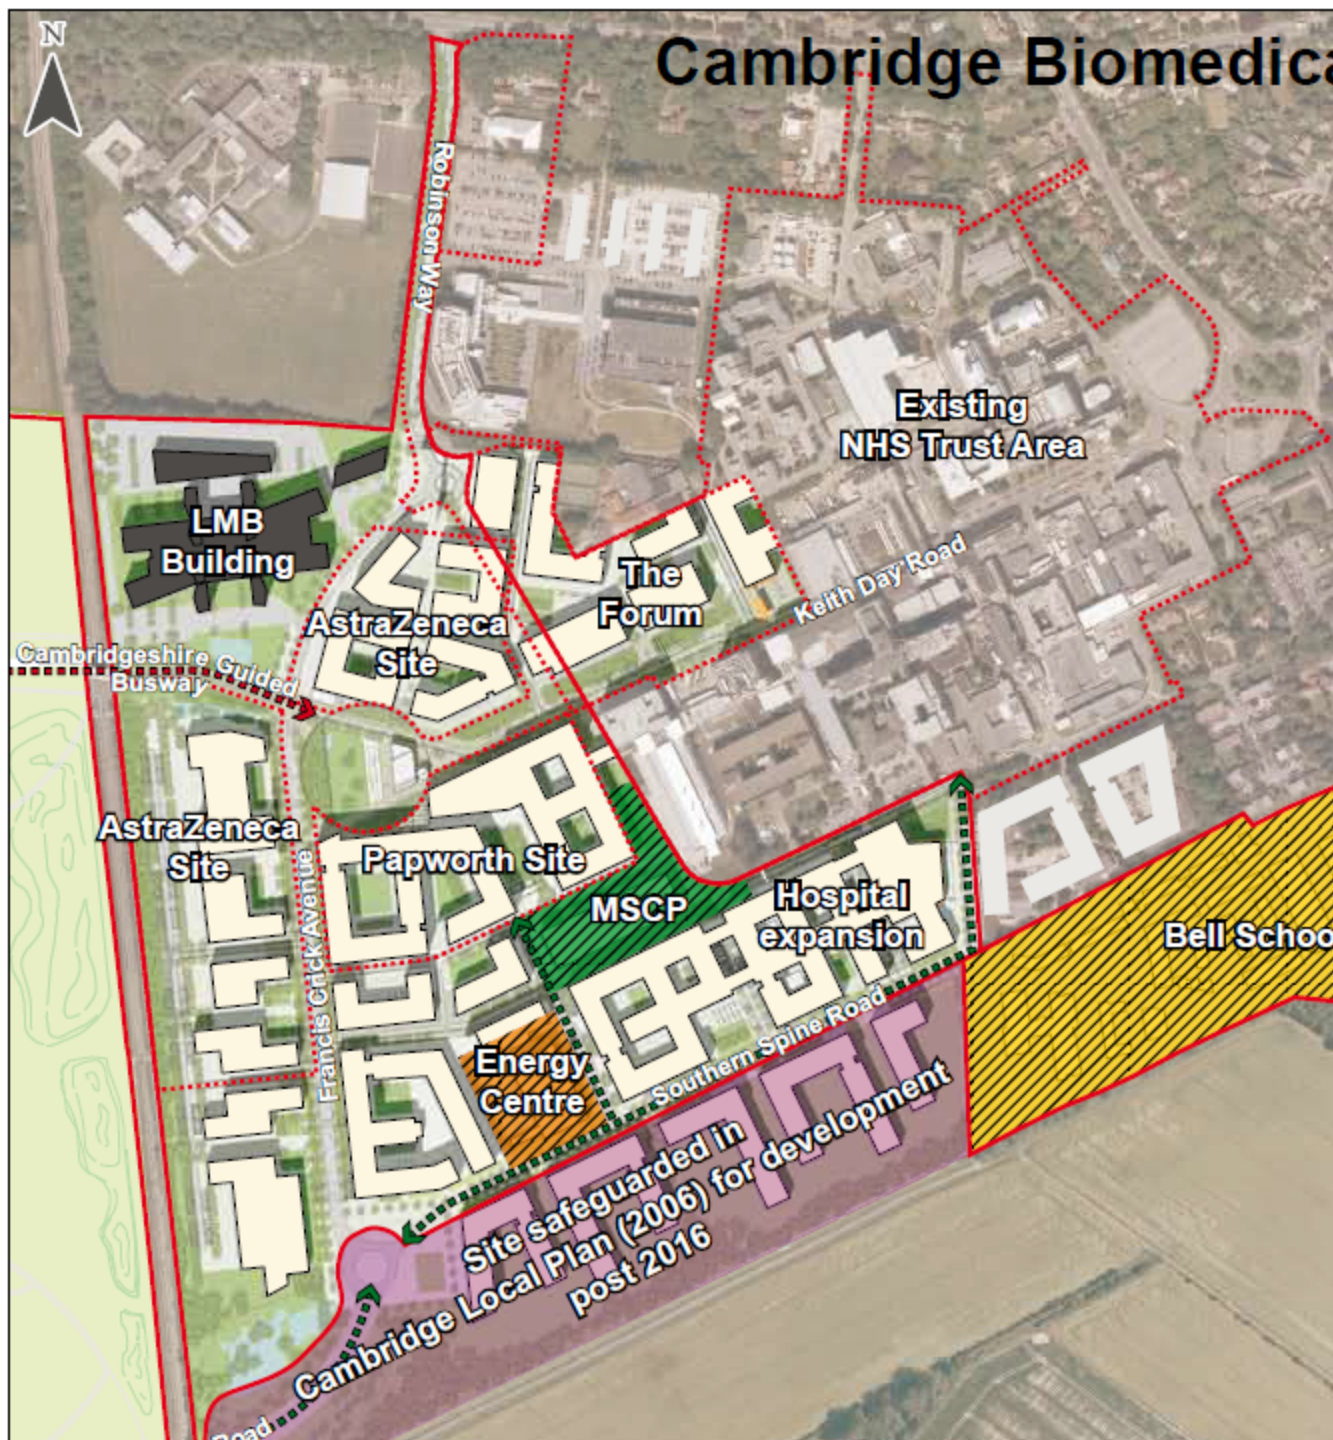 N
Cambridge Biomedica
Robinson Way
Existing
NHS Trust Area
LMB
Building
The
Forum
Keith Day Road
AstraZeneca
Site
Cambridgeshire Guided
Busway
AstraZeneca
Site
Papworth Site
Francis Crick Avenue
MSCP
Hospital
expansion
Bell Schoo
Energy
Centre
Southern Spine Road
Site safeguarded in
Cambridge Local Plan (2006) for development
post 2016
Road